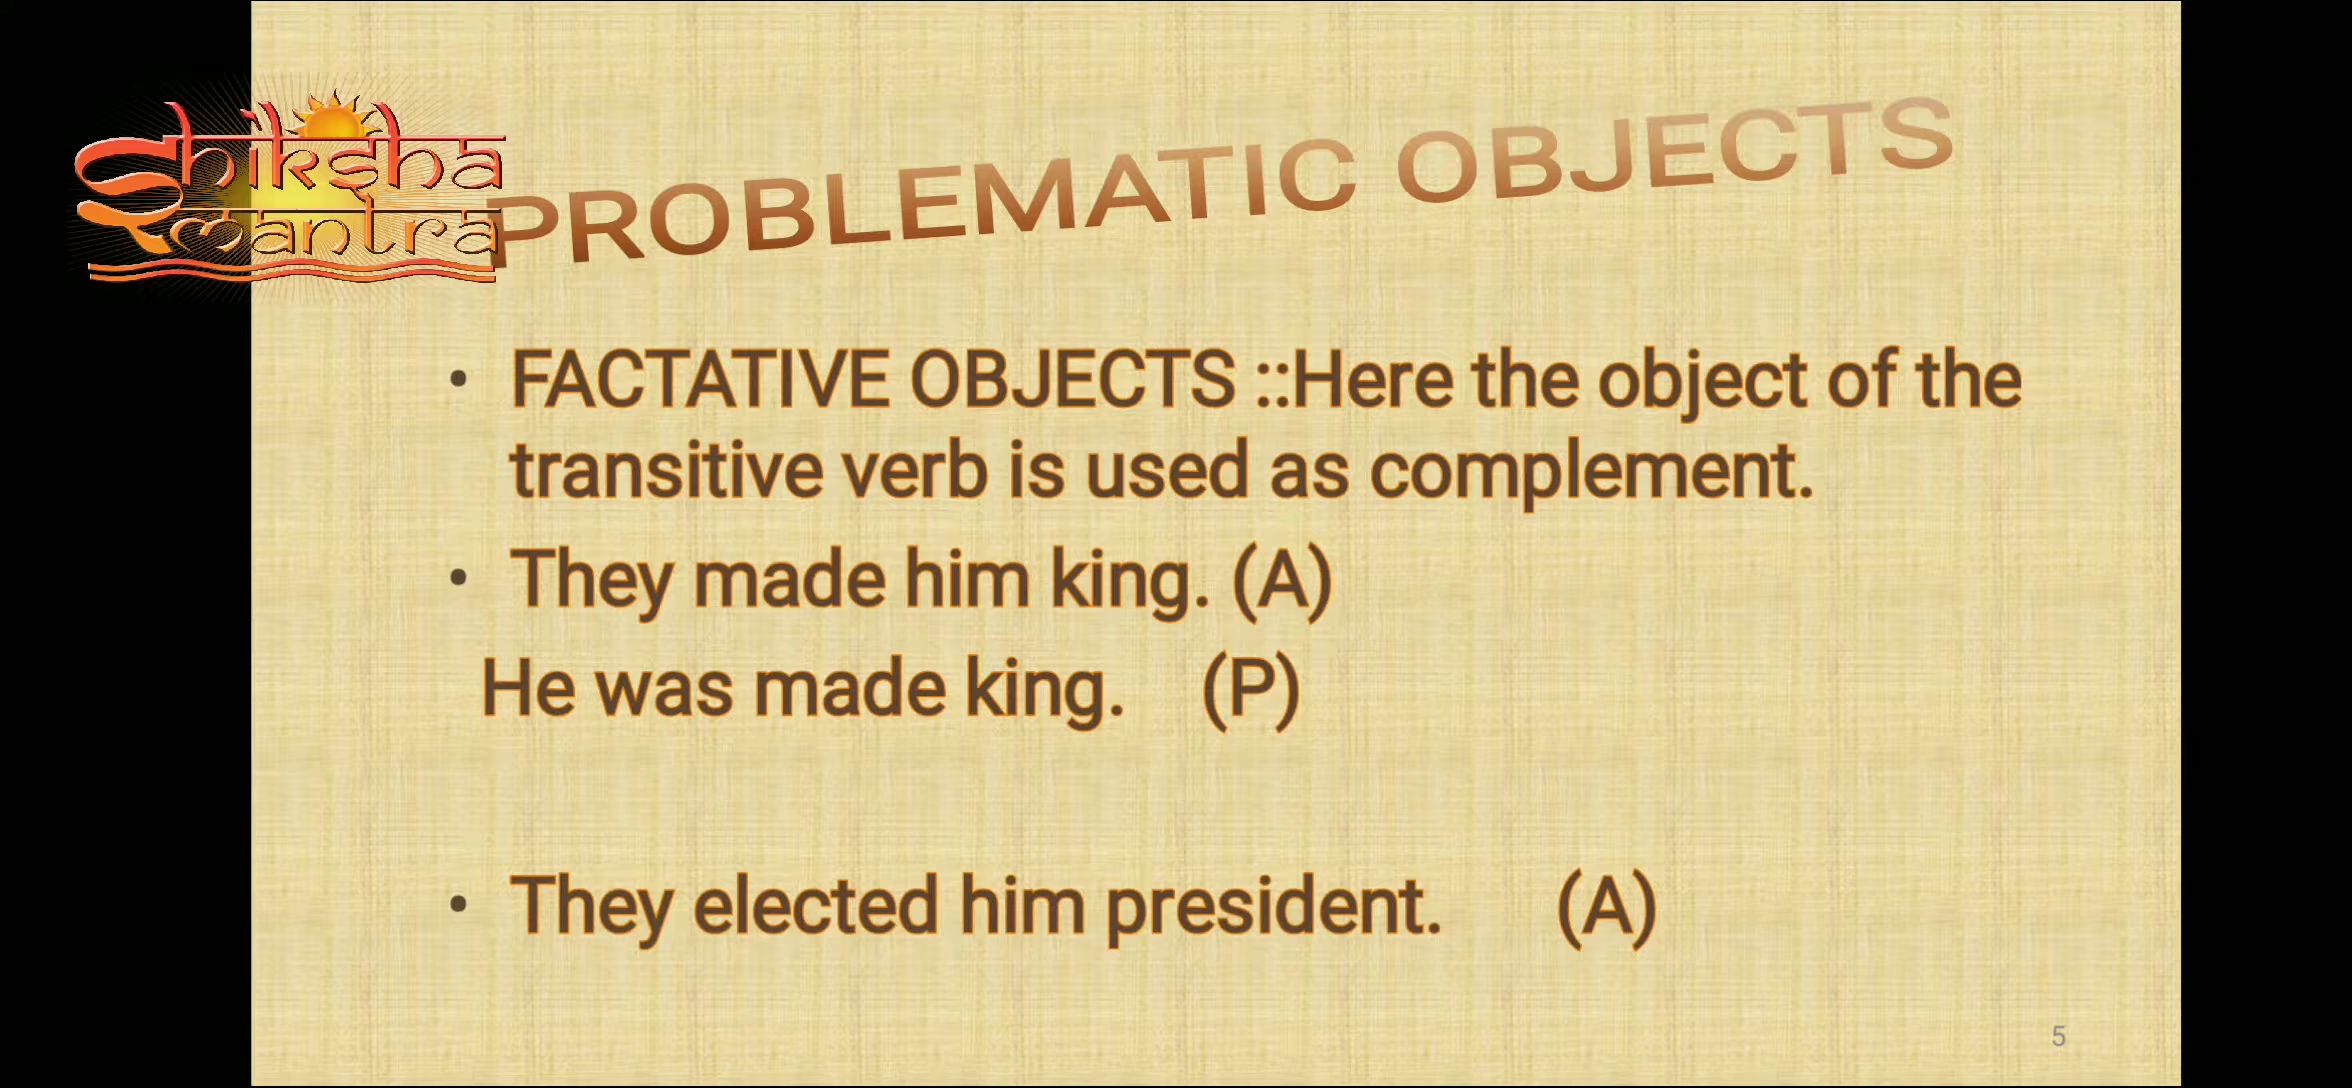 Shiksha
mantra
PROBLEMATIC OBJECTS
• FACTATIVE OBJECTS ::Here the object of the
transitive verb is used as complement.
• They made him king. (A)
He was made king. (P)
• They elected him president. (A)
5